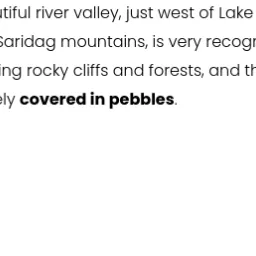 tiful river valley, just west of Lake
Saridag mountains, is very recogn
ing rocky cliffs and forests, and th
ely covered in pebbles.